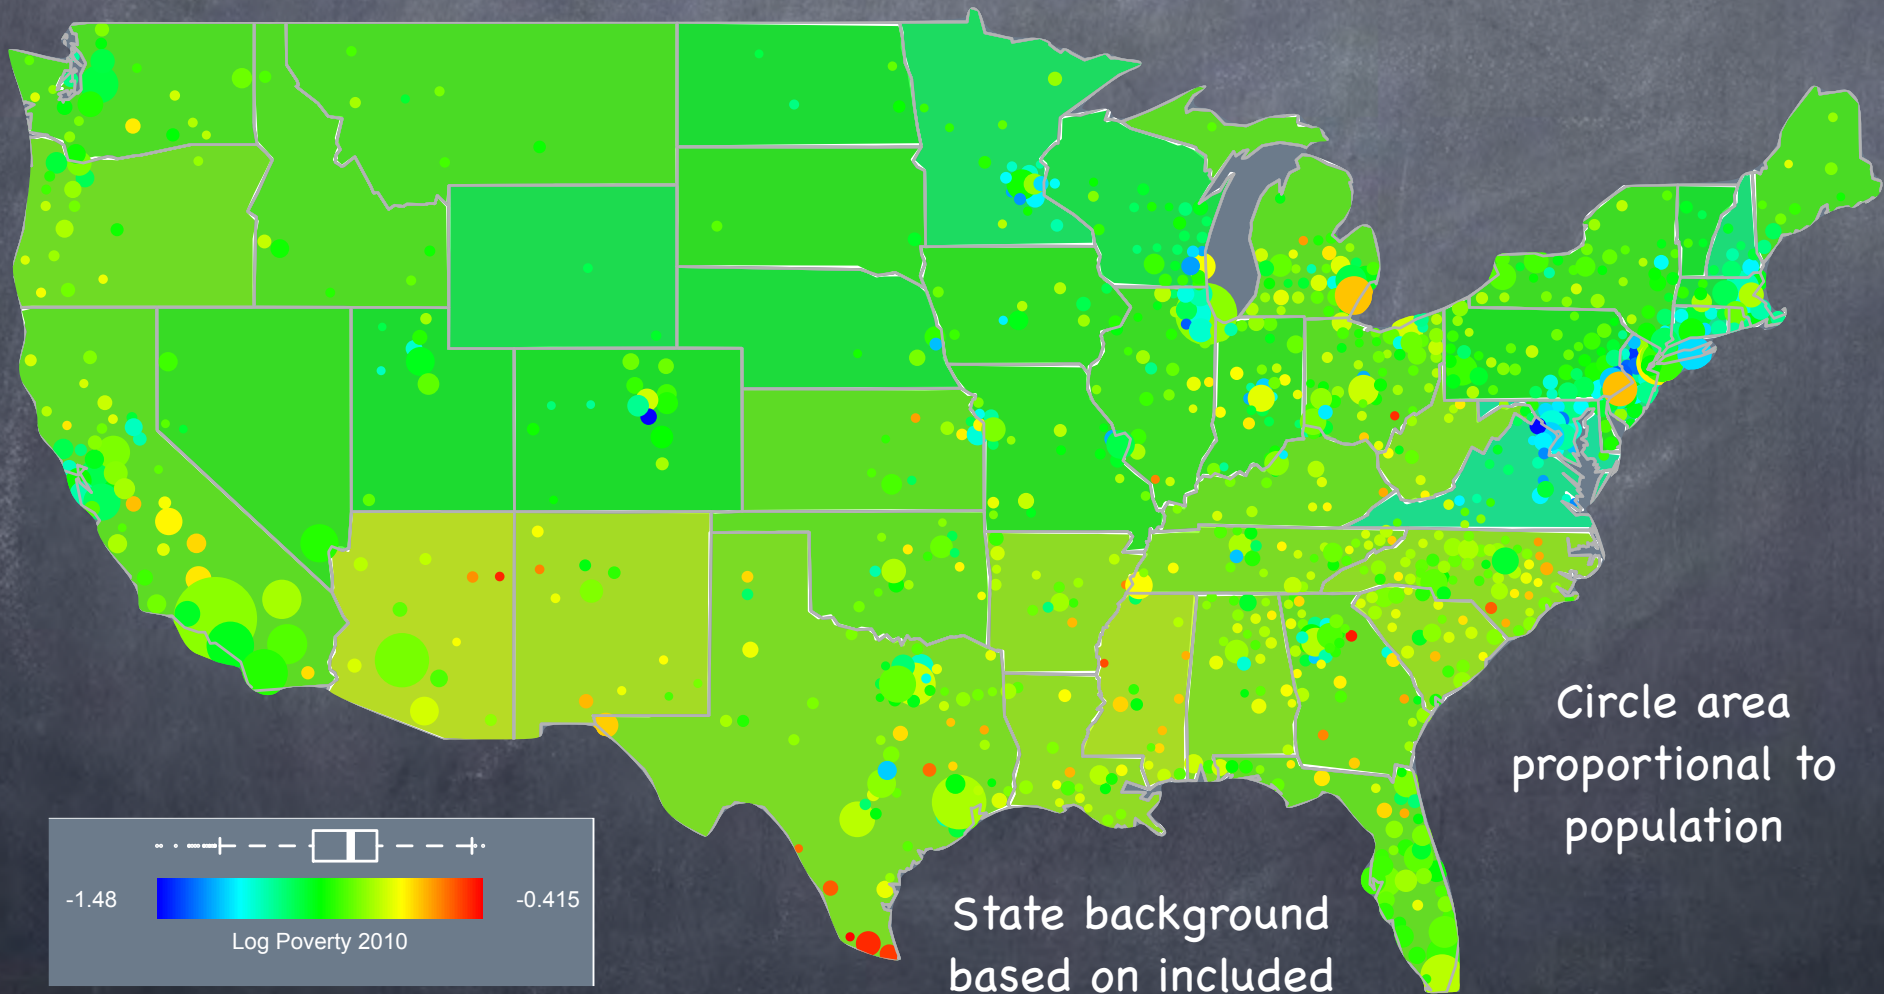 Circle area
proportional to
population
-1.48
-0.415
Log Poverty 2010
State background
based on included